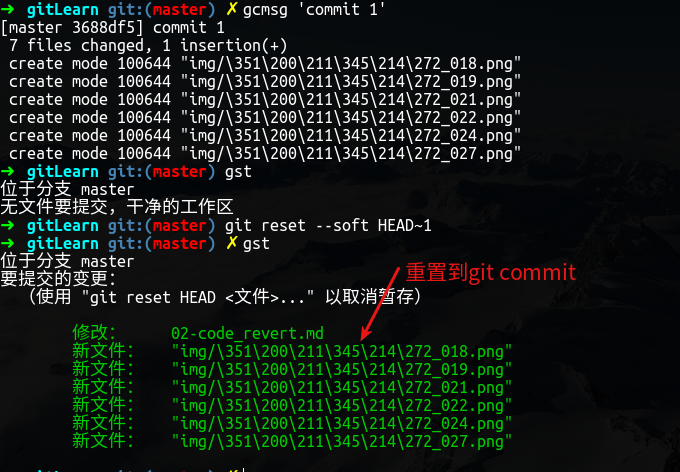 ➜ gitLearn git:(master) ✗ gcmsg 'commit 1'
[master 3688df5] commit 1
7 files changed, 1 insertion(+)
create mode 100644 "img/\351\200\211\345\214\272_018.png"
create mode 100644 "img/\351\200\211\345\214\272_019.png"
create mode 100644 "img/\351\200\211\345\214\272_021.png"
create mode 100644 "img/\351\200\211\345\214\272_022.png"
create mode 100644 "img/\351\200\211\345\214\272_024.png"
create mode 100644 "img/\351\200\211\345\214\272_027.png"
➜ gitLearn git:(master) gst
位于分支 master
无文件要提交，干净的工作区
➜ gitLearn git:(master) git reset --soft HEAD~1
➜ gitLearn git:(master) ✗ gst
位于分支 master
要提交的变更：
重置到git commit
（使用 "git reset HEAD <文件>..." 以取消暂存）
修改： 02-code_revert.md
新文件： "img/\351\200\211\345\214\272_018.png"
新文件： "img/\351\200\211\345\214\272_019.png"
新文件： "img/\351\200\211\345\214\272_021.png"
新文件： "img/\351\200\211\345\214\272_022.png"
新文件： "img/\351\200\211\345\214\272_024.png"
新文件： "img/\351\200\211\345\214\272_027.png"
➜ gitLearn git:(master) ✗